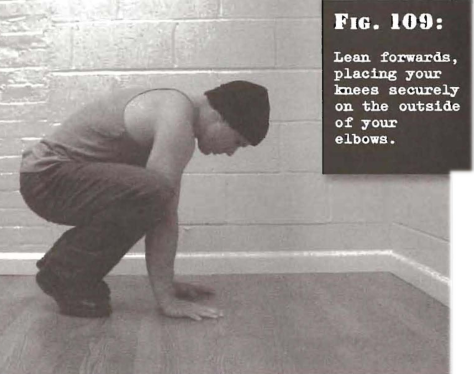 FIG. 109:
Lean forwards,
placing your
knees securely
on the outside
of your
elbows.